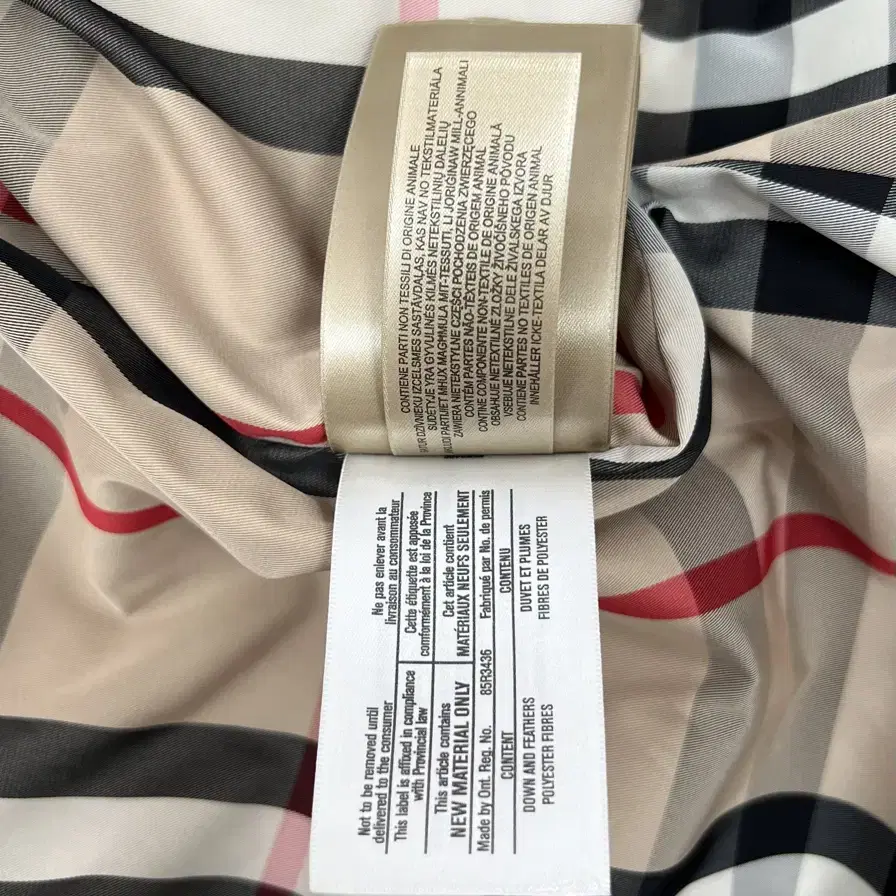 CONTIENE PARTI NON TESSILI DI ORIGINE ANIMALE
DZĪVNIEKU IZCELSMES SASTĀVDAĻAS, KAS NAV NO TEKSTILMATERIĀLA
SUDĖTYJE YRA GYVULINĖS KILMĖS NETEKSTILINIŲ DALELIŲ
PARTIJIET MHUX MAGHMULA MIT-TESSUTI, LI JORIĠINAW MILL-ANNIMALI
ZAWIERA NIETEKSTYLNE CZĘŚCI POCHODZENIA ZWIERZĘCEGO
CONTÉM PARTES NÃO-TÊXTEIS DE ORIGEM ANIMAL
CONTINE COMPONENTE NON-TEXTILE DE ORIGINE ANIMALĂ
OBSAHUJE NETEXTILNÉ ZLOŽKY ŽIVOČÍŠNEHO PÔVODU
VSEBUJE NETEKSTILNE DELE ŽIVALSKEGA IZVORA
CONTIENE PARTES NO TEXTILES DE ORIGEN ANIMAL
INNEHÅLLER ICKE-TEXTILA DELAR AV DJUR
Not to be removed until
delivered to the consumer
Ne pas enlever avant la
livraison au consommateur
This label is affixed in compliance
with Provincial law
Cette étiquette est apposée
conformément à la loi de la Province
This article contains
NEW MATERIAL ONLY
Cet article contient
MATÉRIAUX NEUFS SEULEMENT
Made by Ont. Reg. No. 85R3436 Fabriqué par No. de permis
CONTENT CONTENU
DOWN AND FEATHERS DUVET ET PLUMES
POLYESTER FIBRES FIBRES DE POLYESTER